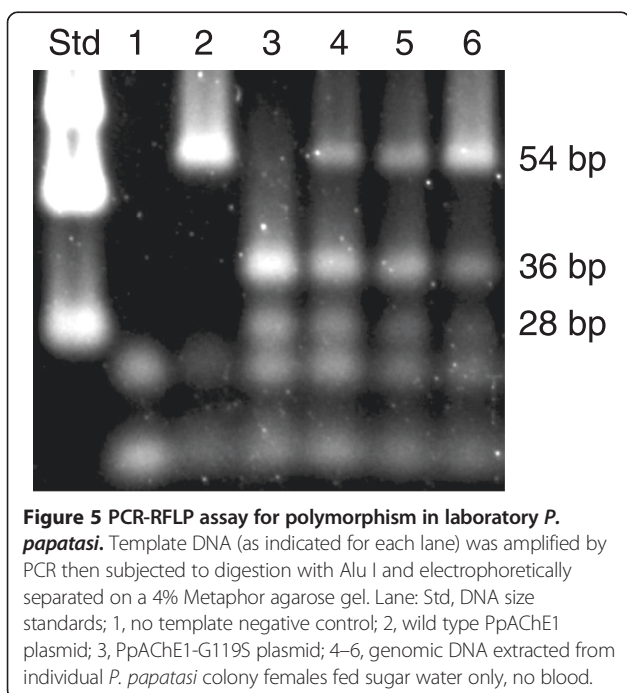 Std 1 2 3 4 5 6
54 bp
36 bp
28 bp
Figure 5 PCR-RFLP assay for polymorphism in laboratory P.
papatasi. Template DNA (as indicated for each lane) was amplified by
PCR then subjected to digestion with Alu I and electrophoretically
separated on a 4% Metaphor agarose gel. Lane: Std, DNA size
standards; 1, no template negative control; 2, wild type PpAChE1
plasmid; 3, PpAChE1-G119S plasmid; 4–6, genomic DNA extracted from
individual P. papatasi colony females fed sugar water only, no blood.